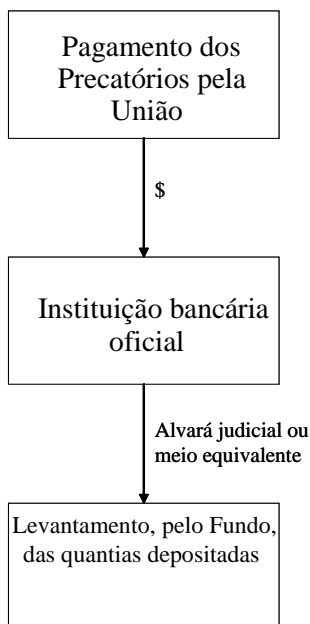 Pagamento dos
Precatórios pela
União
$
Instituição bancária
oficial
Alvará judicial ou
meio equivalente
Levantamento, pelo Fundo,
das quantias depositadas